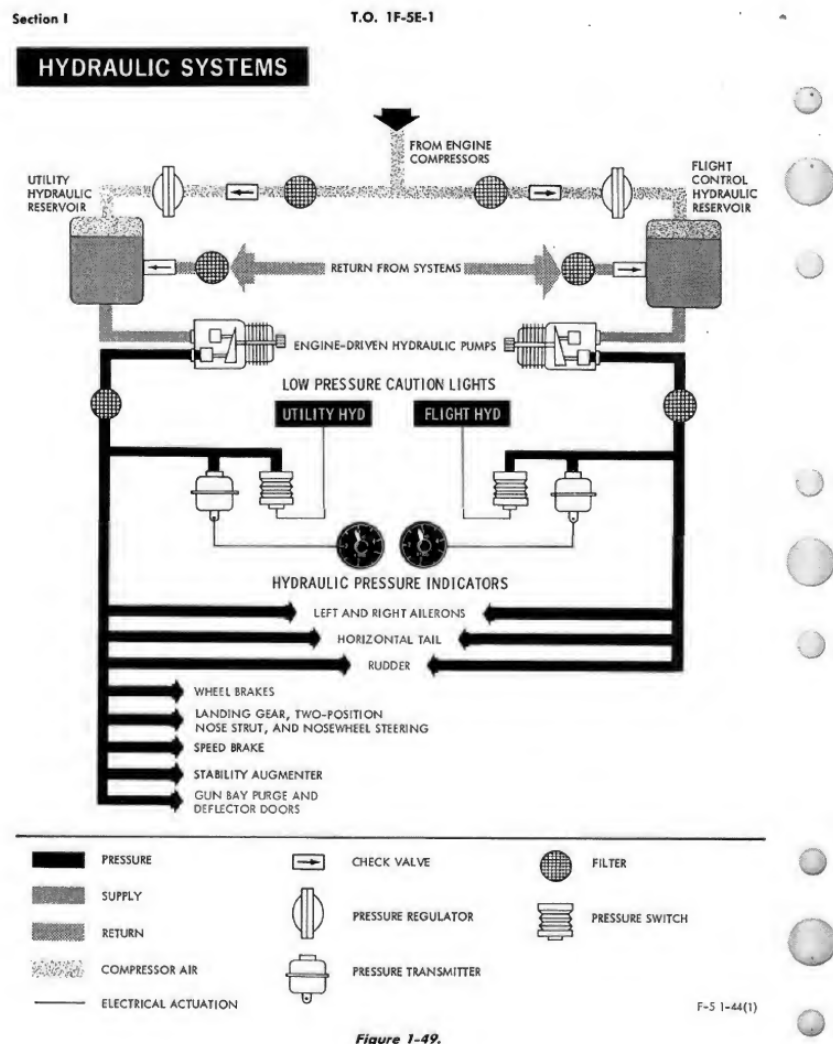 Section I
T.O. 1F-5E-1
HYDRAULIC SYSTEMS
FROM ENGINE
COMPRESSORS
UTILITY
HYDRAULIC
RESERVOIR
FLIGHT
CONTROL
HYDRAULIC
RESERVOIR
RETURN FROM SYSTEMS
ENGINE-DRIVEN HYDRAULIC PUMPS
LOW PRESSURE CAUTION LIGHTS
UTILITY HYD
FLIGHT HYD
HYDRAULIC PRESSURE INDICATORS
LEFT AND RIGHT AILERONS
HORIZONTAL TAIL
RUDDER
WHEEL BRAKES
LANDING GEAR, TWO-POSITION
NOSE STRUT, AND NOSEWHEEL STEERING
SPEED BRAKE
STABILITY AUGMENTER
GUN BAY PURGE AND
DEFLECTOR DOORS
PRESSURE
SUPPLY
RETURN
COMPRESSOR AIR
ELECTRICAL ACTUATION
CHECK VALVE
PRESSURE REGULATOR
PRESSURE TRANSMITTER
FILTER
PRESSURE SWITCH
F-5 1-44(1)
Figure 1-49.